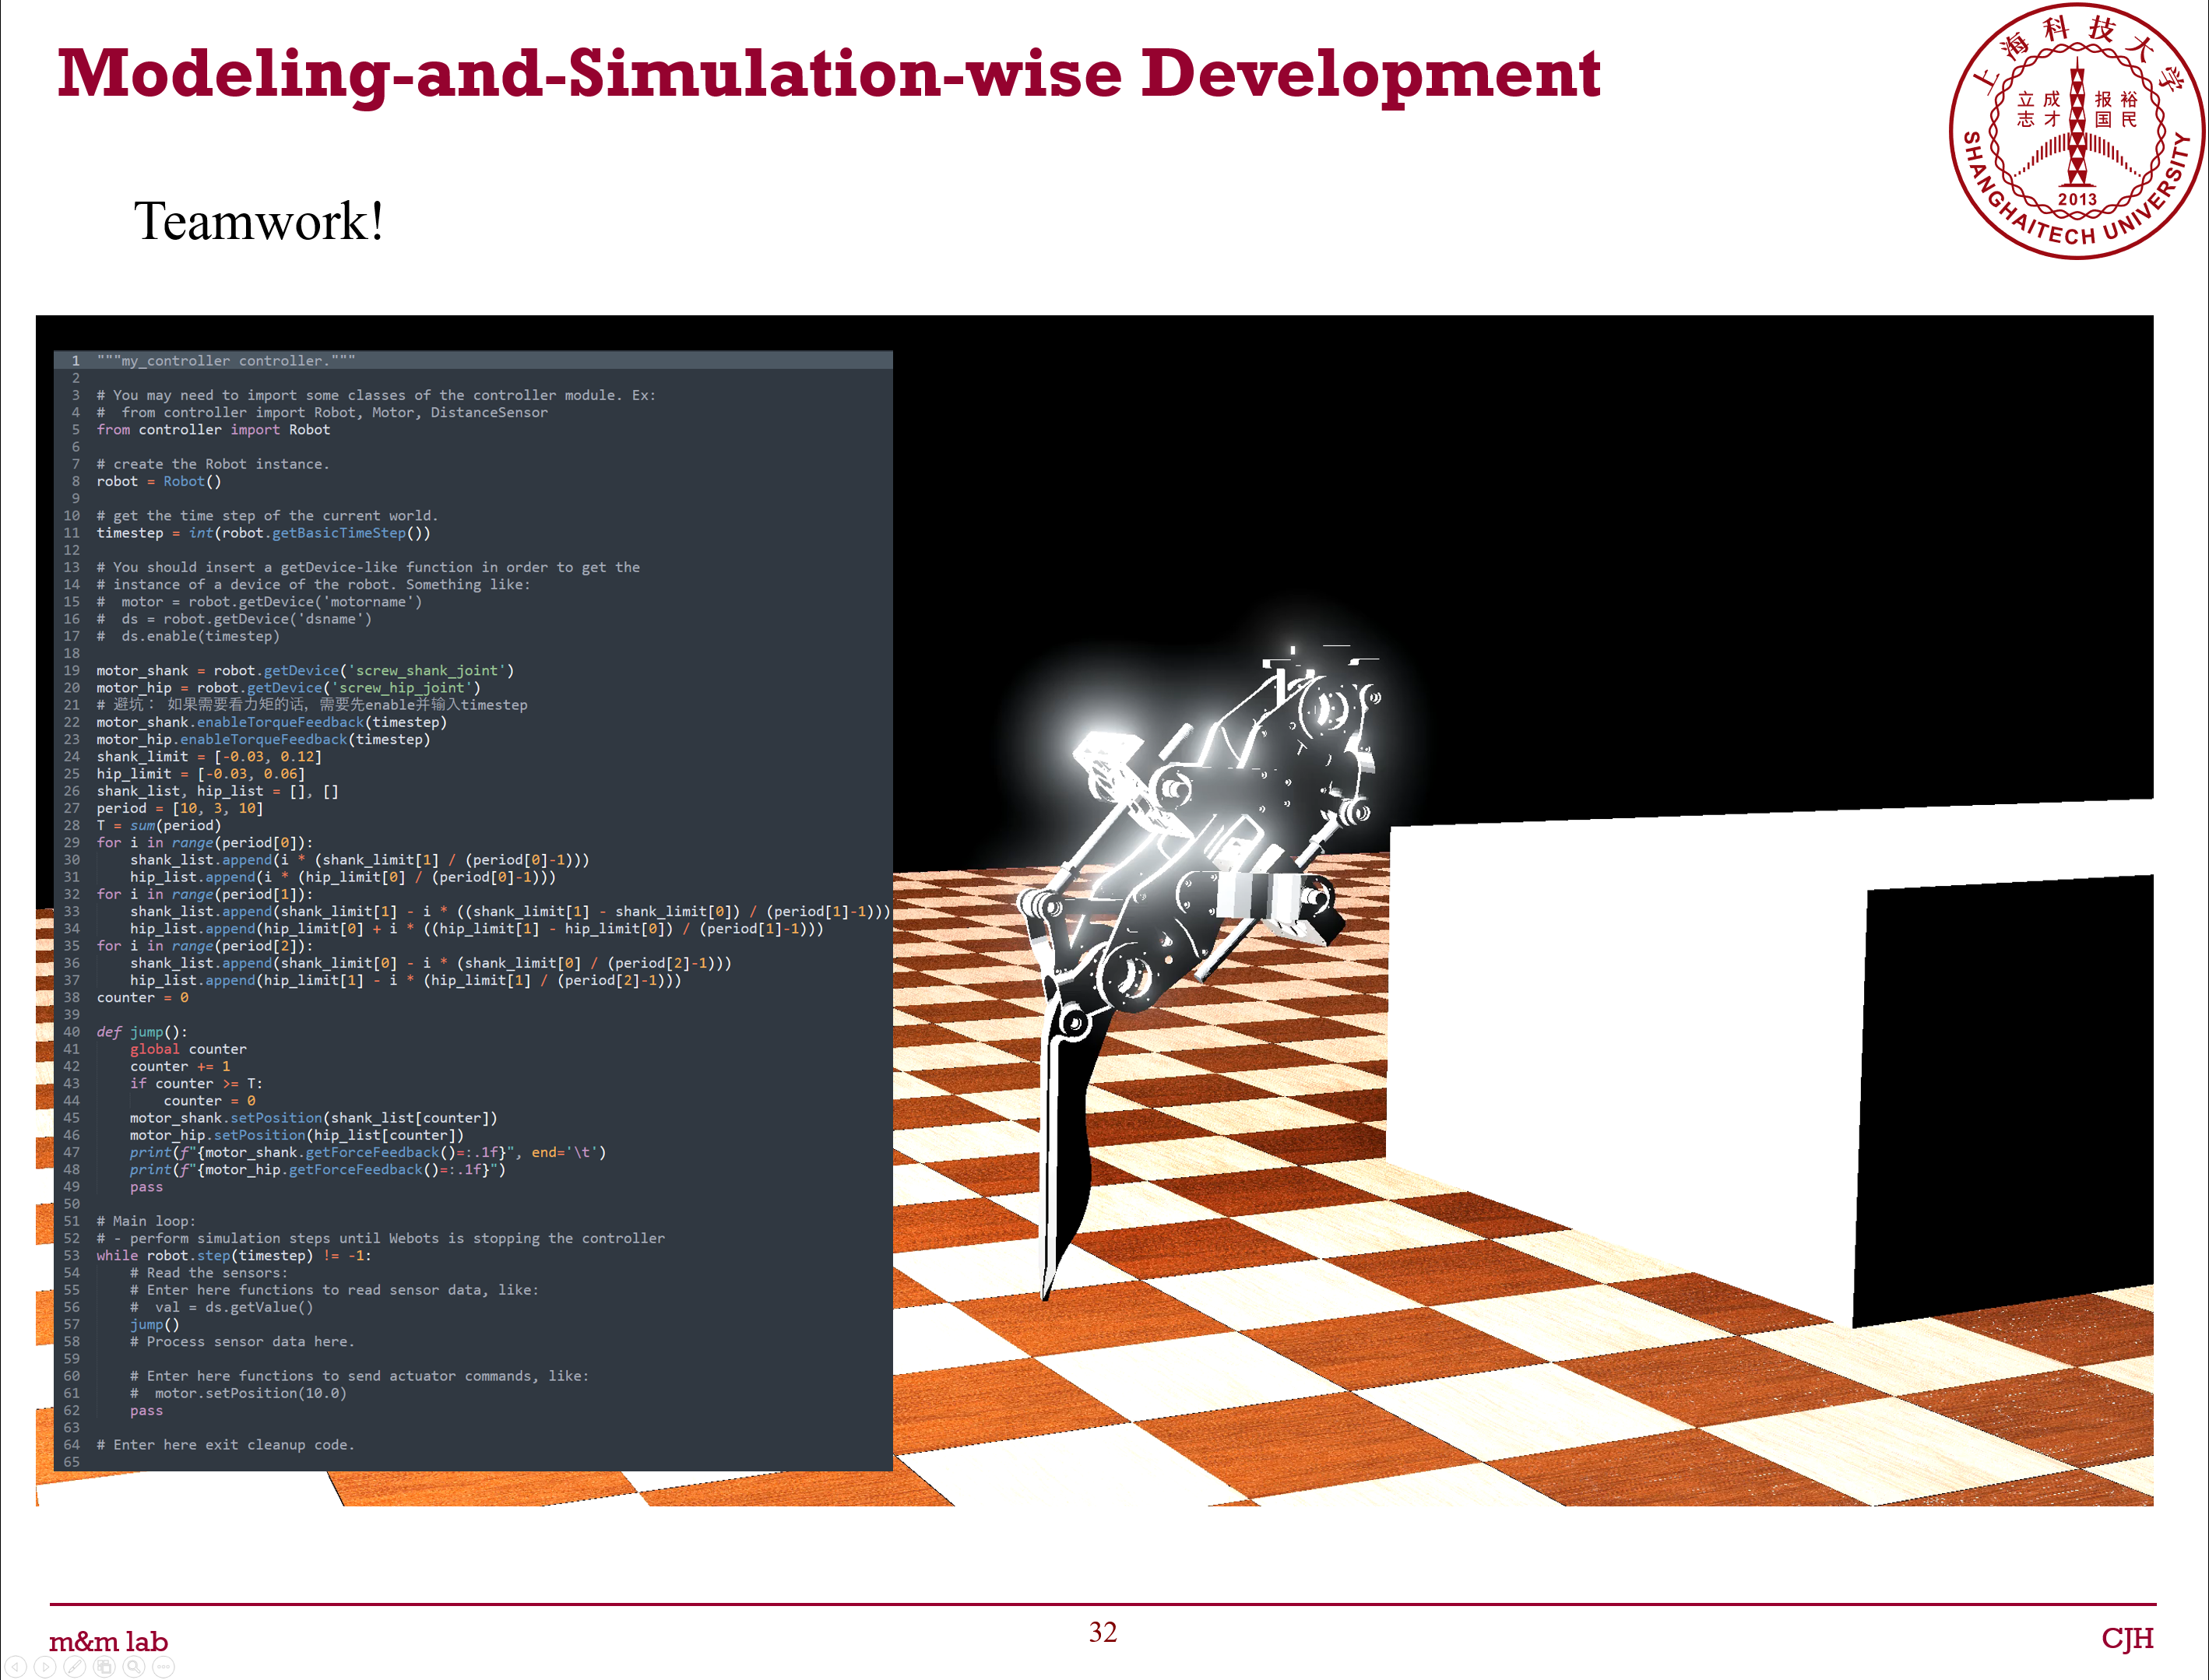 Modeling-and-Simulation-wise Development
上海科技大学
立志 成才 报国 裕民
2013
SHANGHAITECH UNIVERSITY
Teamwork!
1 """my_controller controller."""
2
3 # You may need to import some classes of the controller module. Ex:
4 #  from controller import Robot, Motor, DistanceSensor
5 from controller import Robot
6
7 # create the Robot instance.
8 robot = Robot()
9
10 # get the time step of the current world.
11 timestep = int(robot.getBasicTimeStep())
12
13 # You should insert a getDevice-like function in order to get the
14 # instance of a device of the robot. Something like:
15 #  motor = robot.getDevice('motorname')
16 #  ds = robot.getDevice('dsname')
17 #  ds.enable(timestep)
18
19 motor_shank = robot.getDevice('screw_shank_joint')
20 motor_hip = robot.getDevice('screw_hip_joint')
21 # 避坑： 如果需要看力矩的话，需要先enable并输入timestep
22 motor_shank.enableTorqueFeedback(timestep)
23 motor_hip.enableTorqueFeedback(timestep)
24 shank_limit = [-0.03, 0.12]
25 hip_limit = [-0.03, 0.06]
26 shank_list, hip_list = [], []
27 period = [10, 3, 10]
28 T = sum(period)
29 for i in range(period[0]):
30     shank_list.append(i * (shank_limit[1] / (period[0]-1)))
31     hip_list.append(i * (hip_limit[0] / (period[0]-1)))
32 for i in range(period[1]):
33     shank_list.append(shank_limit[1] - i * ((shank_limit[1] - shank_limit[0]) / (period[1]-1)))
34     hip_list.append(hip_limit[0] + i * ((hip_limit[1] - hip_limit[0]) / (period[1]-1)))
35 for i in range(period[2]):
36     shank_list.append(shank_limit[0] - i * (shank_limit[0] / (period[2]-1)))
37     hip_list.append(hip_limit[1] - i * (hip_limit[1] / (period[2]-1)))
38 counter = 0
39
40 def jump():
41     global counter
42     counter += 1
43     if counter >= T:
44         counter = 0
45     motor_shank.setPosition(shank_list[counter])
46     motor_hip.setPosition(hip_list[counter])
47     print(f"{motor_shank.getForceFeedback()=:.1f}", end='\t')
48     print(f"{motor_hip.getForceFeedback()=:.1f}")
49     pass
50
51 # Main loop:
52 # - perform simulation steps until Webots is stopping the controller
53 while robot.step(timestep) != -1:
54     # Read the sensors:
55     # Enter here functions to read sensor data, like:
56     #  val = ds.getValue()
57     jump()
58     # Process sensor data here.
59
60     # Enter here functions to send actuator commands, like:
61     #  motor.setPosition(10.0)
62     pass
63
64 # Enter here exit cleanup code.
65
m&m lab
32
CJH